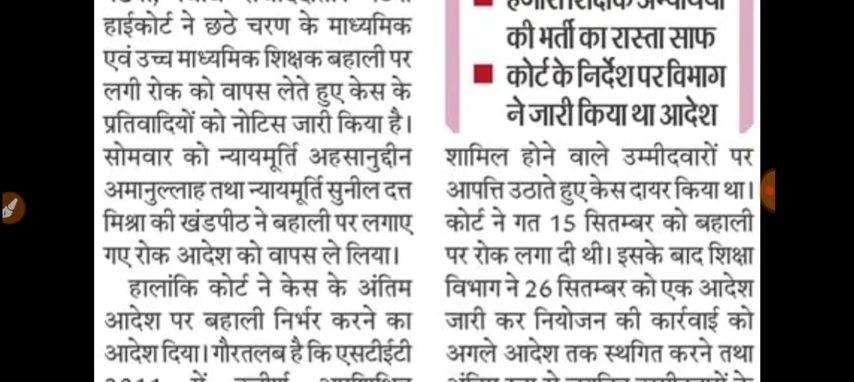 हाईकोर्ट ने छठे चरण के माध्यमिक
एवं उच्च माध्यमिक शिक्षक बहाली पर
लगी रोक को वापस लेते हुए केस के
प्रतिवादियों को नोटिस जारी किया है।
सोमवार को न्यायमूर्ति अहसानुद्दीन
अमानुल्लाह तथा न्यायमूर्ति सुनील दत्त
मिश्रा की खंडपीठ ने बहाली पर लगाए
गए रोक आदेश को वापस ले लिया।
हालांकि कोर्ट ने केस के अंतिम
आदेश पर बहाली निर्भर करने का
आदेश दिया। गौरतलब है कि एसटीईटी
की भर्ती का रास्ता साफ
कोर्ट के निर्देश पर विभाग
ने जारी किया था आदेश
शामिल होने वाले उम्मीदवारों पर
आपत्ति उठाते हुए केस दायर किया था।
कोर्ट ने गत 15 सितम्बर को बहाली
पर रोक लगा दी थी। इसके बाद शिक्षा
विभाग ने 26 सितम्बर को एक आदेश
जारी कर नियोजन की कार्रवाई को
अगले आदेश तक स्थगित करने तथा